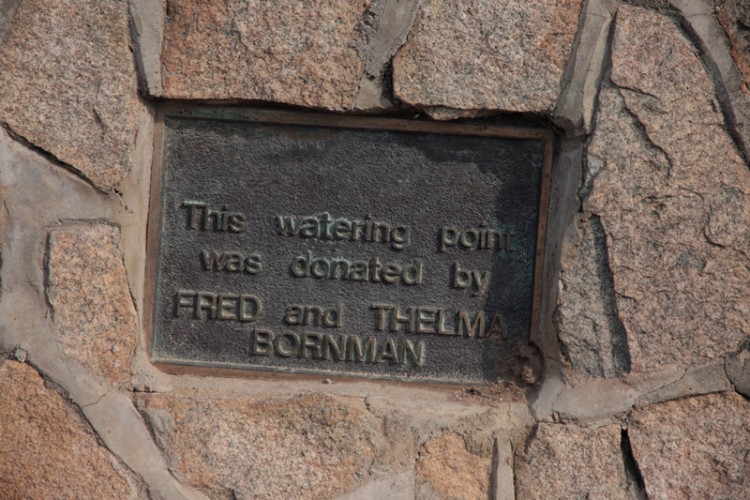 This watering point
was donated by
FRED and THELMA
BORNMAN